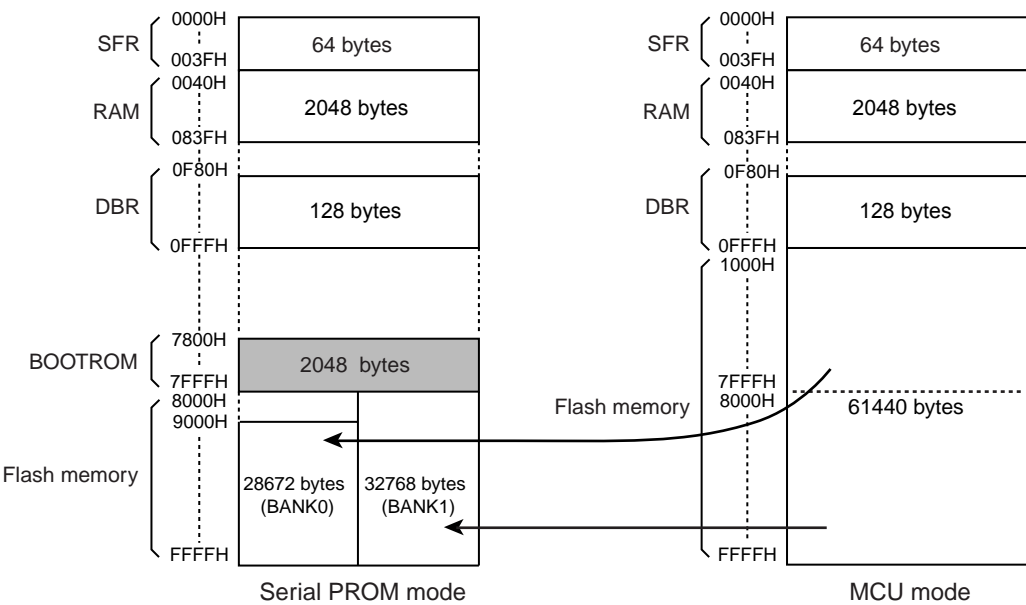 0000H
SFR
64 bytes
003FH
0040H
RAM
2048 bytes
083FH
0F80H
DBR
128 bytes
0FFFH
7800H
BOOTROM
2048 bytes
7FFFH
8000H
9000H
Flash memory
28672 bytes
(BANK0)
32768 bytes
(BANK1)
FFFFH
Serial PROM mode
0000H
SFR
64 bytes
003FH
0040H
RAM
2048 bytes
083FH
0F80H
DBR
128 bytes
0FFFH
1000H
7FFFH
Flash memory
8000H
61440 bytes
FFFFH
MCU mode